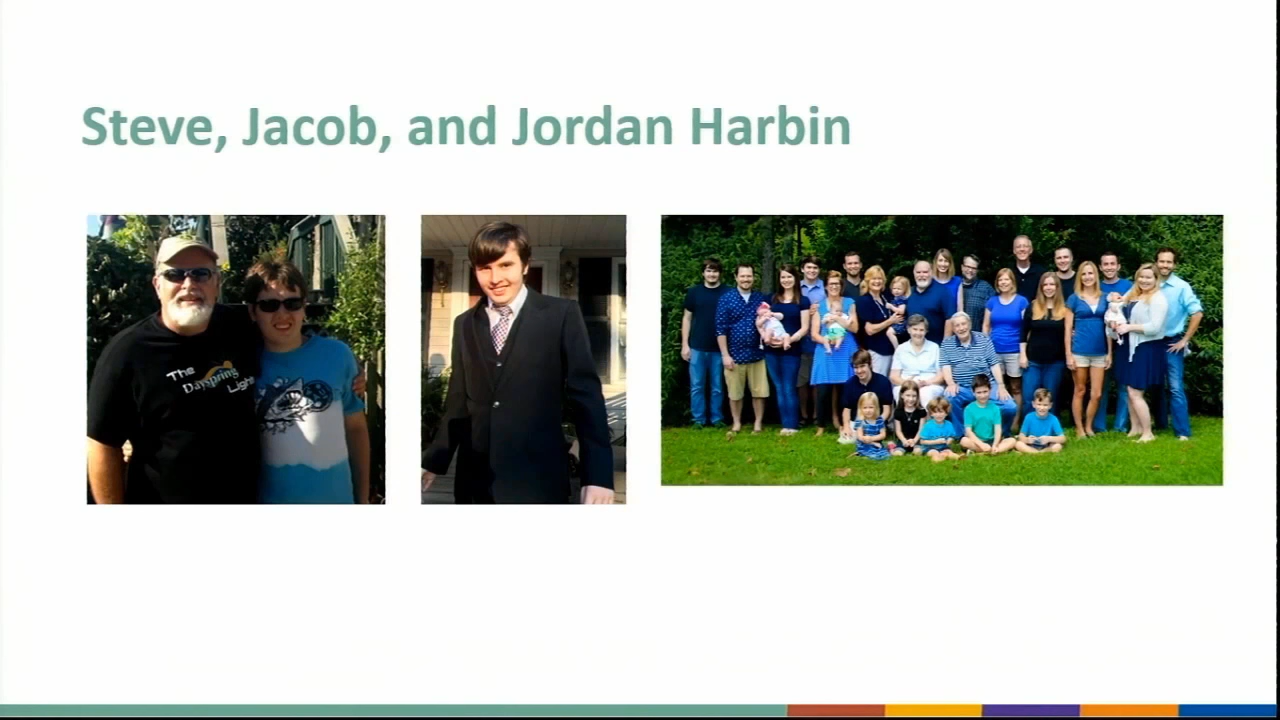 Steve, Jacob, and Jordan Harbin
The
Dayspring
Light